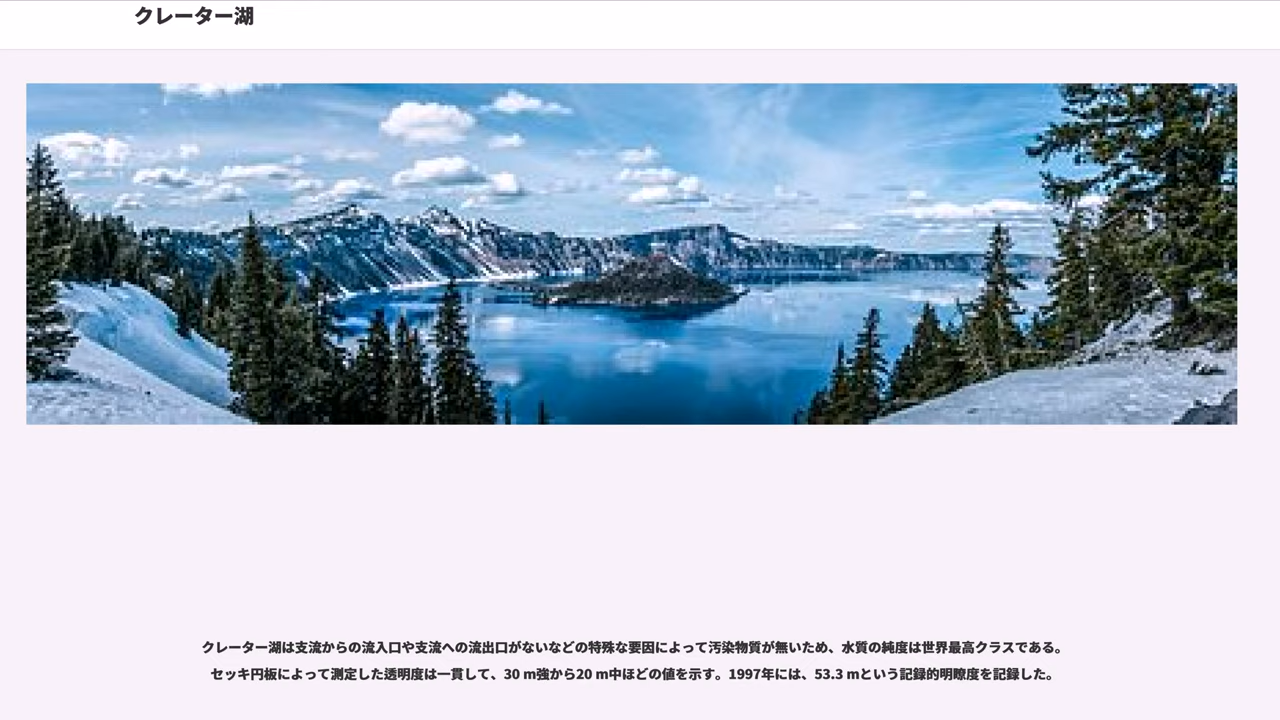 クレーター湖
クレーター湖は支流からの流入口や支流への流出口がないなどの特殊な要因によって汚染物質が無いため、水質の純度は世界最高クラスである。
セッキ円板によって測定した透明度は一貫して、30 m強から20 m中ほどの値を示す。1997年には、53.3 mという記録的明瞭度を記録した。